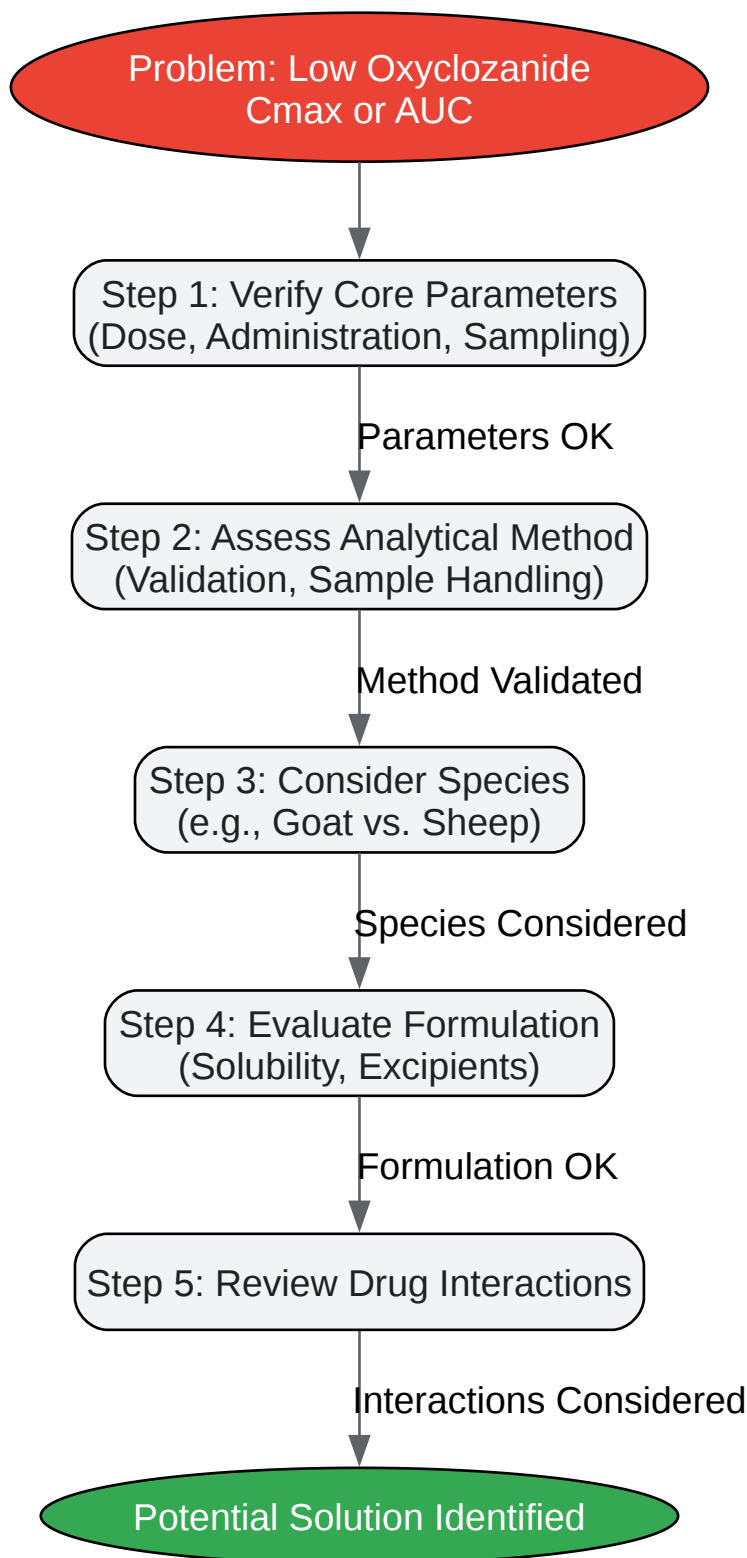 Problem: Low Oxyclozanide
Cmax or AUC
Step 1: Verify Core Parameters
(Dose, Administration, Sampling)
Parameters OK
Step 2: Assess Analytical Method
(Validation, Sample Handling)
Method Validated
Step 3: Consider Species
(e.g., Goat vs. Sheep)
Species Considered
Step 4: Evaluate Formulation
(Solubility, Excipients)
Formulation OK
Step 5: Review Drug Interactions
Interactions Considered
Potential Solution Identified